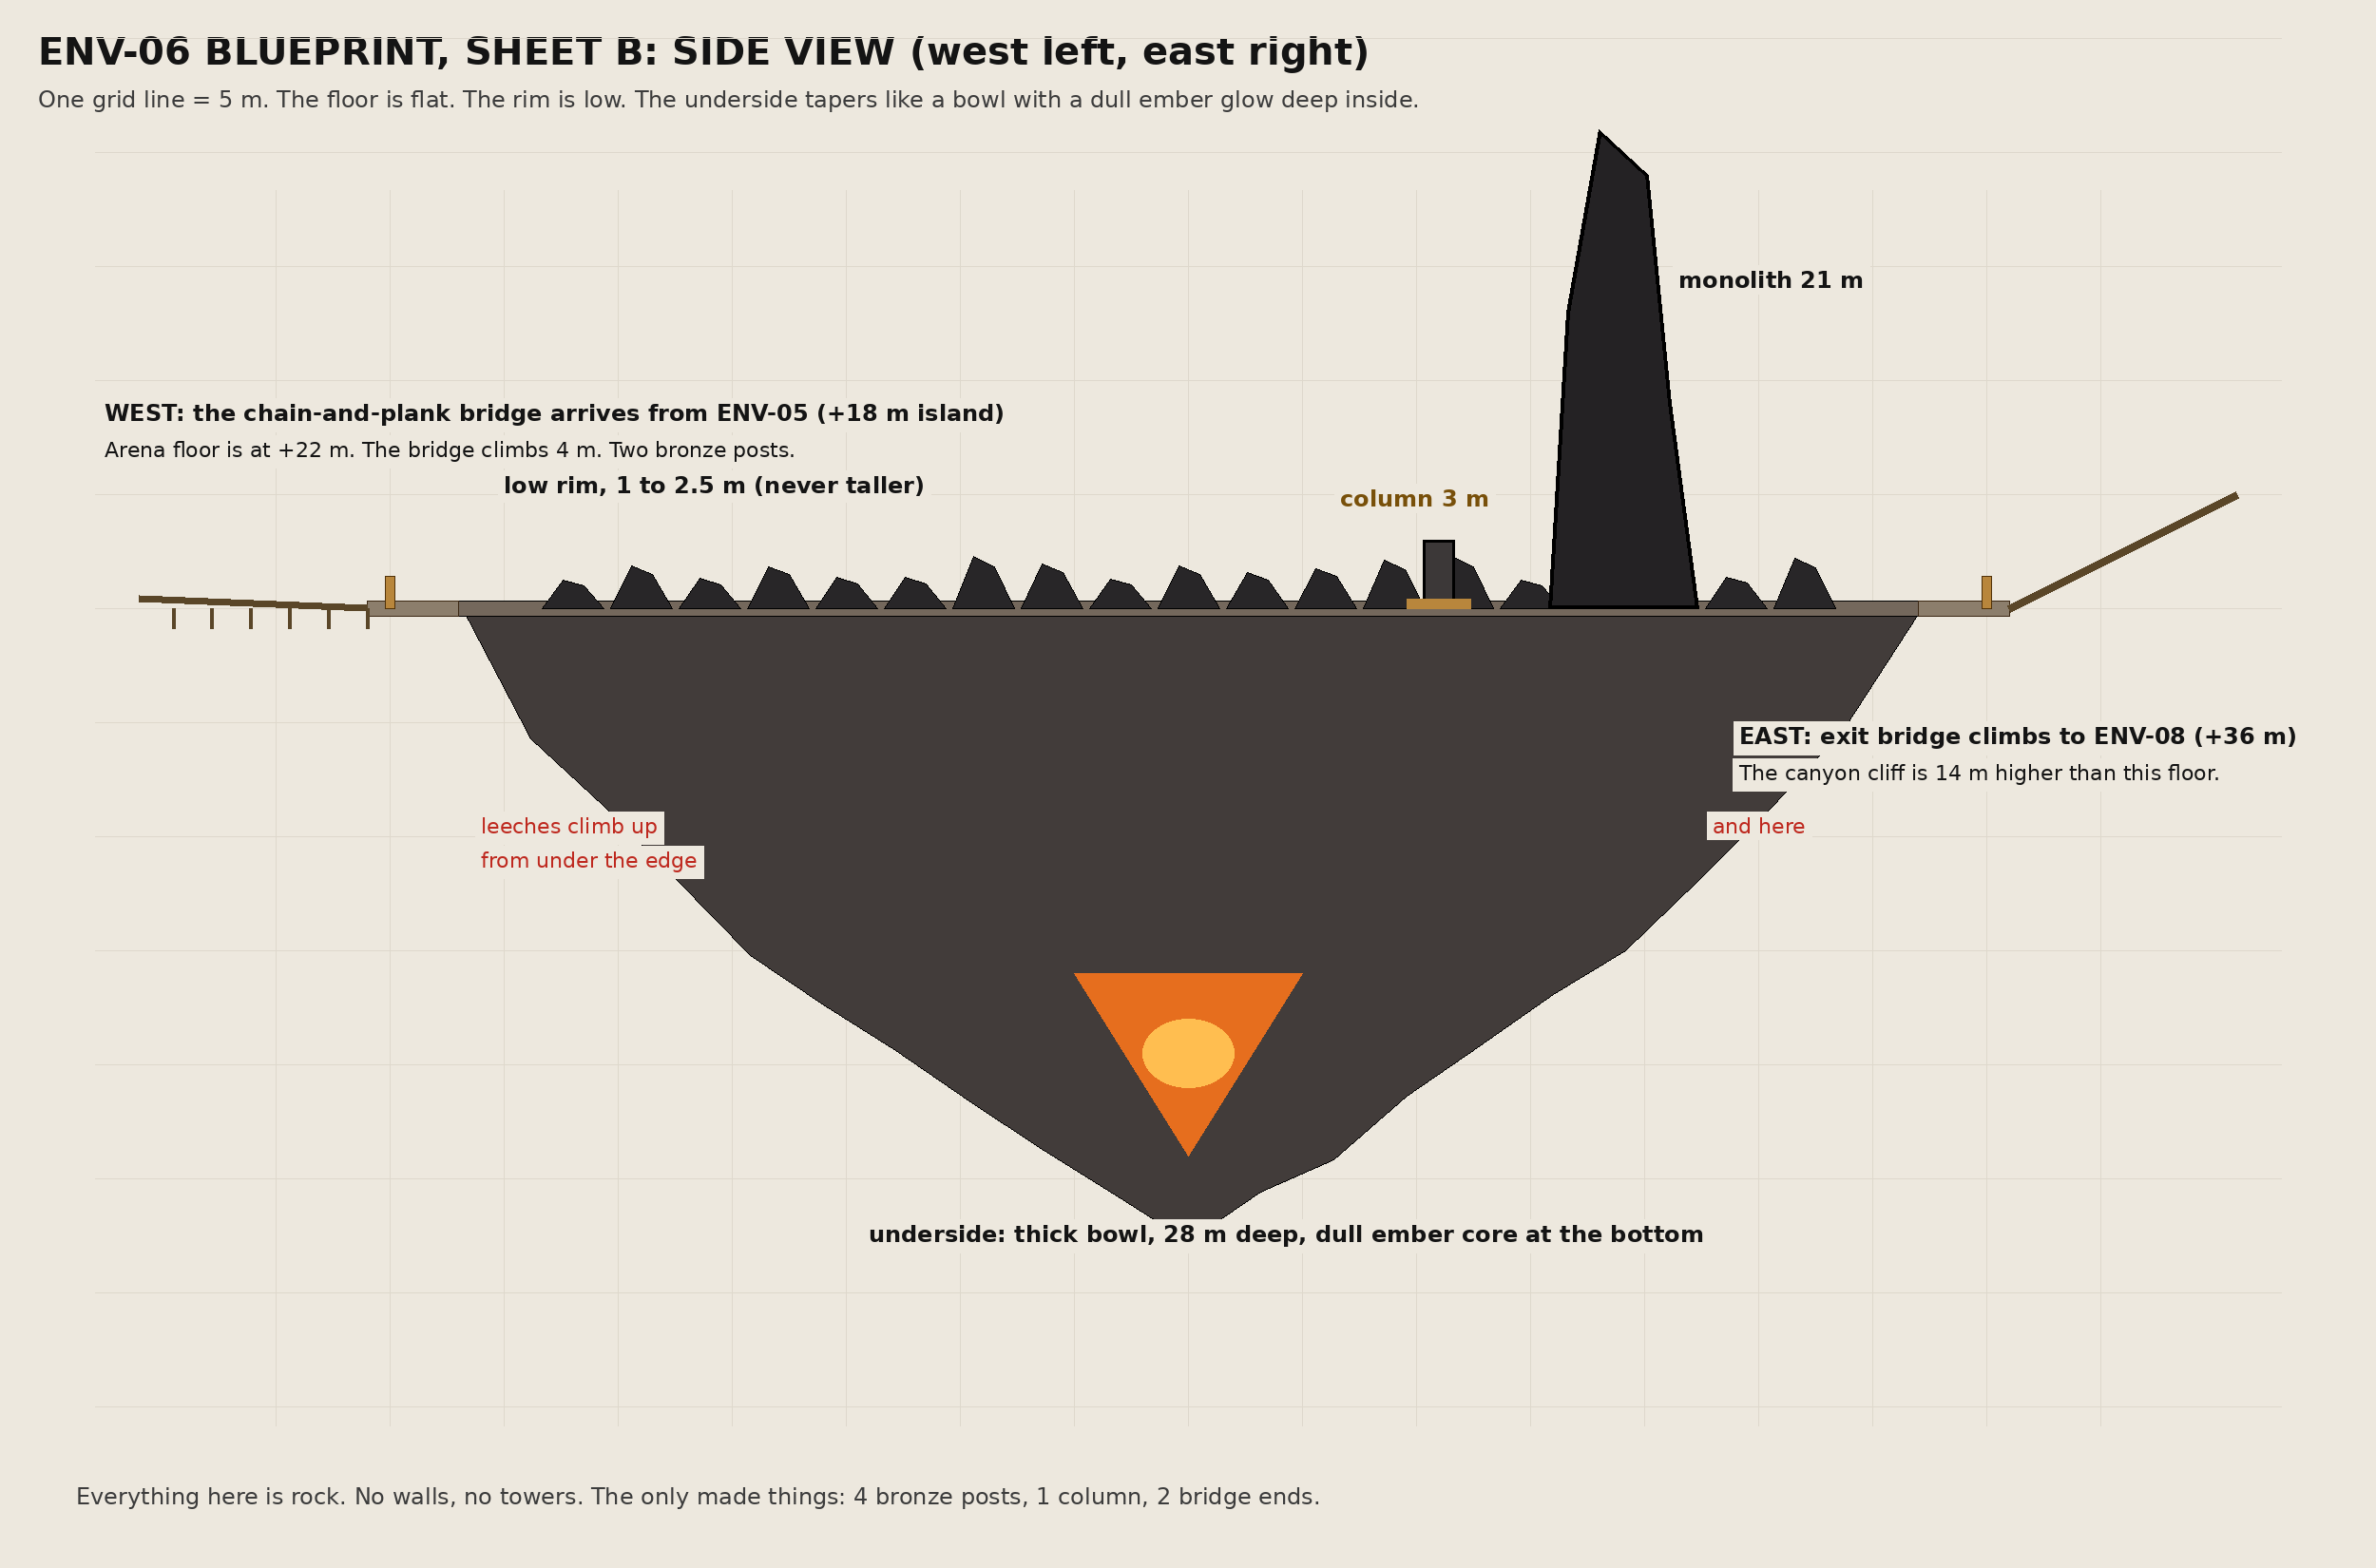 ENV-06 BLUEPRINT, SHEET B: SIDE VIEW (west left, east right)
One grid line = 5 m. The floor is flat. The rim is low. The underside tapers like a bowl with a dull ember glow deep inside.
monolith 21 m
WEST: the chain-and-plank bridge arrives from ENV-05 (+18 m island)
Arena floor is at +22 m. The bridge climbs 4 m. Two bronze posts.
low rim, 1 to 2.5 m (never taller)
column 3 m
EAST: exit bridge climbs to ENV-08 (+36 m)
The canyon cliff is 14 m higher than this floor.
leeches climb up
from under the edge
and here
underside: thick bowl, 28 m deep, dull ember core at the bottom
Everything here is rock. No walls, no towers. The only made things: 4 bronze posts, 1 column, 2 bridge ends.